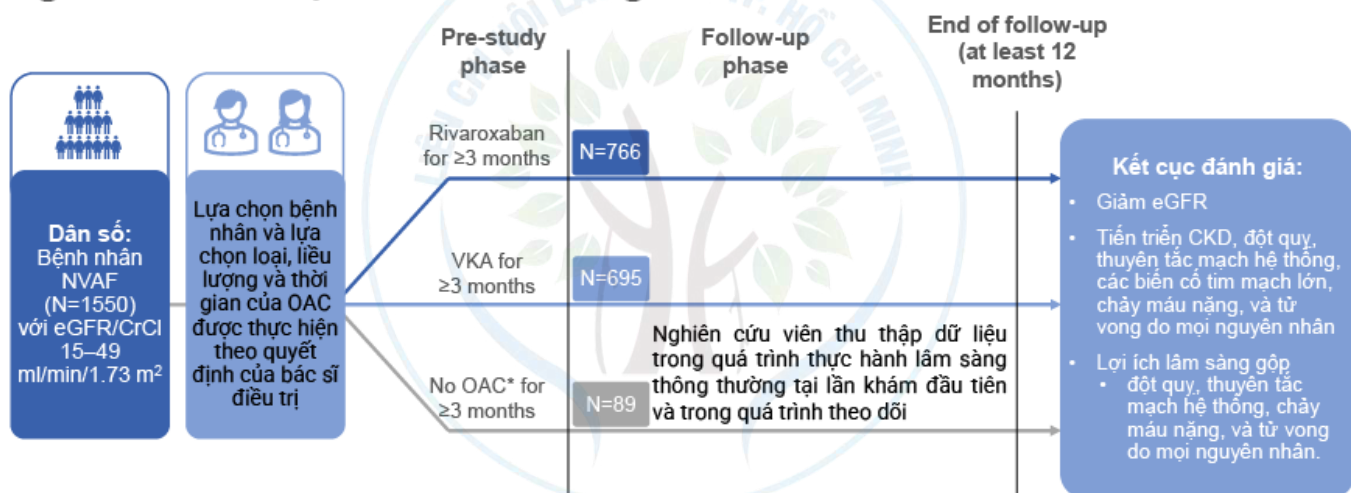 Pre-study
phase
Follow-up
phase
End of follow-up
(at least 12
months)
Dân số:
Bệnh nhân
NVAF
(N=1550)
với eGFR/CrCl
15–49
ml/min/1.73 m²
Lựa chọn bệnh
nhân và lựa
chọn loại, liều
lượng và thời
gian của OAC
được thực hiện
theo quyết
định của bác sĩ
điều trị
Rivaroxaban
for ≥3 months
N=766
VKA for
≥3 months
N=695
No OAC* for
≥3 months
N=89
Nghiên cứu viên thu thập dữ liệu
trong quá trình thực hành lâm sàng
thông thường tại lần khám đầu tiên
và trong quá trình theo dõi
Kết cục đánh giá:
• Giảm eGFR
• Tiến triển CKD, đột quỵ,
thuyên tắc mạch hệ thống,
các biến cố tim mạch lớn,
chảy máu nặng, và tử
vong do mọi nguyên nhân
• Lợi ích lâm sàng gộp
• đột quỵ, thuyên tắc
mạch hệ thống, chảy
máu nặng, và tử vong
do mọi nguyên nhân.
HỒ CHÍ MINH